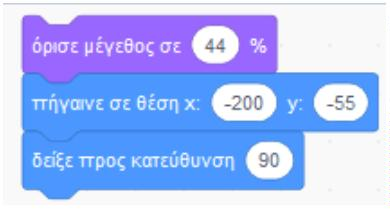 όρισε μέγεθος σε 44 %
πήγαινε σε θέση x: -200 y: -55
δείξε προς κατεύθυνση 90